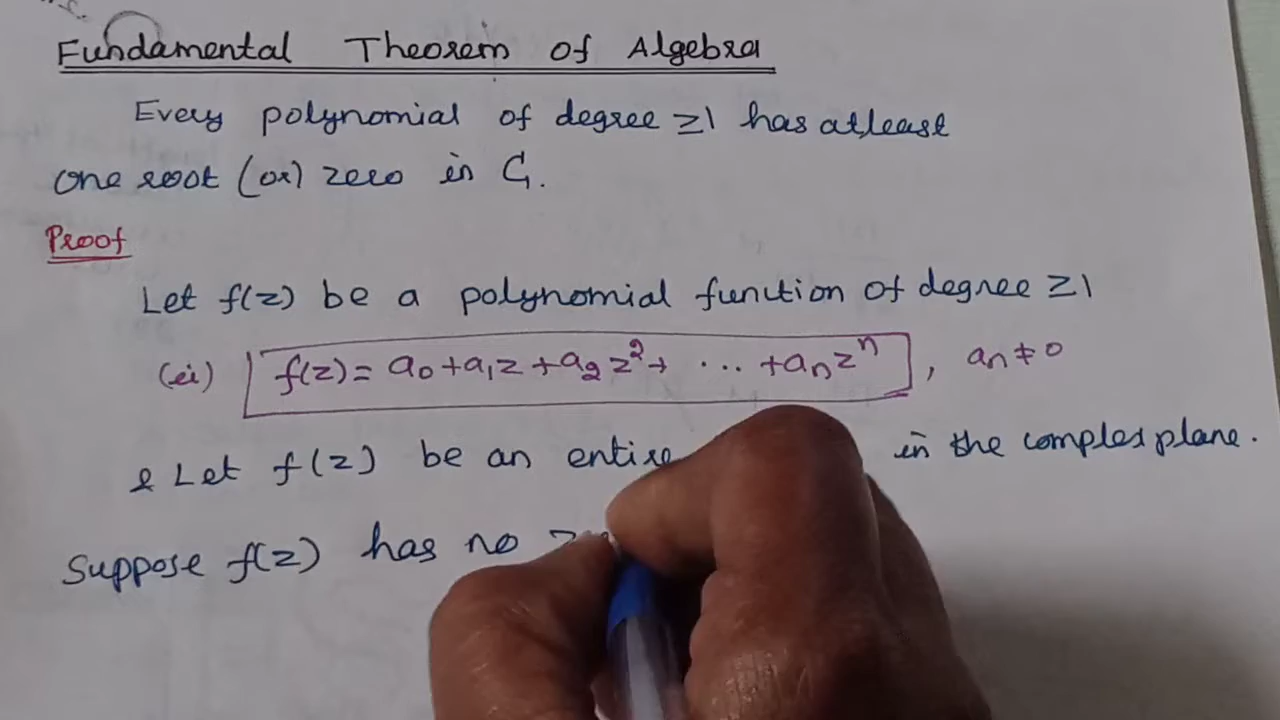 Fundamental Theorem of Algebra
Every polynomial of degree ≥1 has atleast
one root (or) zero in ℂ.
Proof
Let f(z) be a polynomial function of degree ≥1
(ie) f(z) = a₀ + a₁z + a₂z² + ... + aₙzⁿ, aₙ ≠ 0
& Let f(z) be an entire in the complex plane.
Suppose f(z) has no